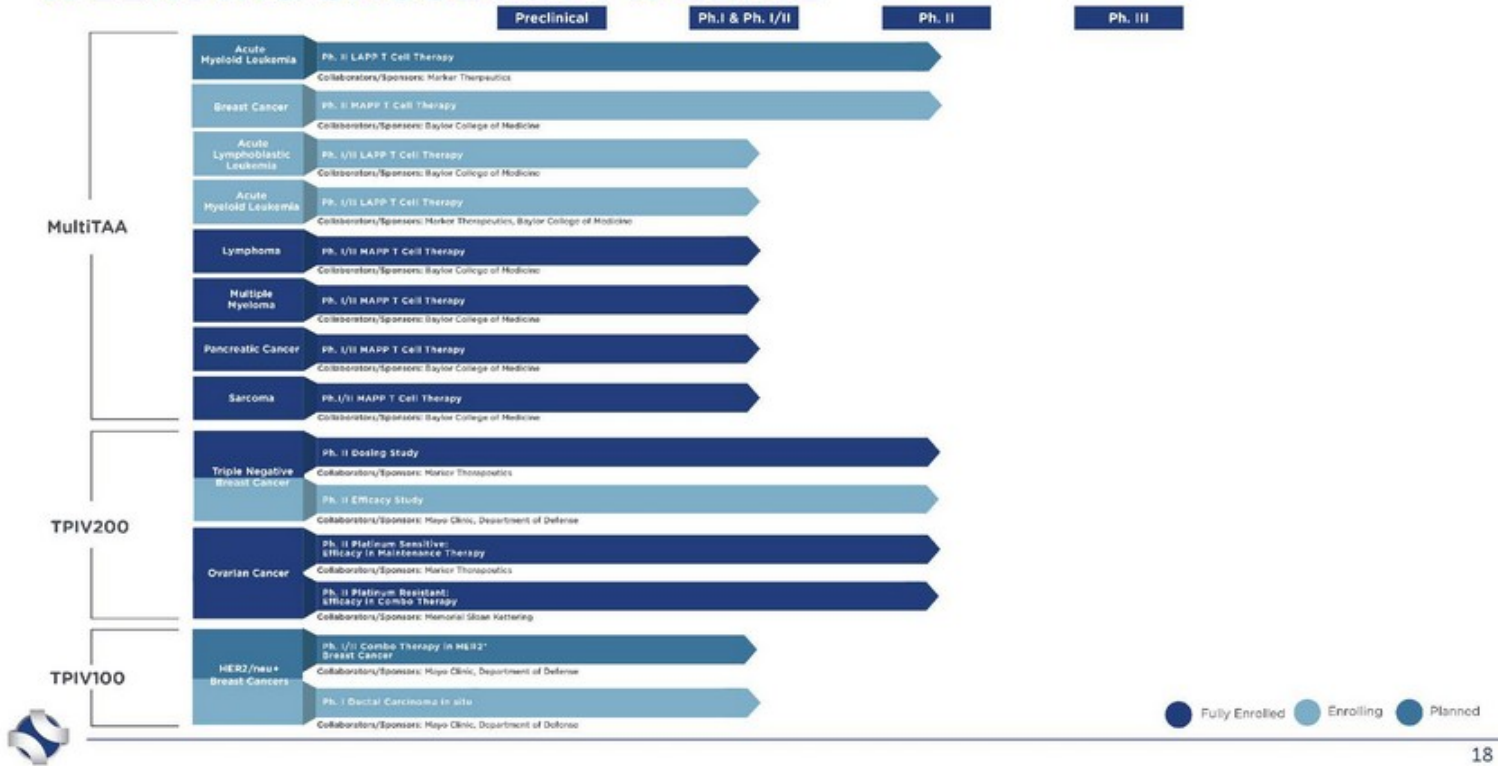 Preclinical
Ph.I & Ph. I/II
Ph. II
Ph. III
MultiTAA
Acute
Myeloid Leukemia
Ph. II LAPP T Cell Therapy
Collaborators/Sponsors: Marker Therpeutics
Breast Cancer
Ph. II MAPP T Cell Therapy
Collaborators/Sponsors: Baylor College of Medicine
Acute
Lymphoblastic
Leukemia
Ph. I/II LAPP T Cell Therapy
Collaborators/Sponsors: Baylor College of Medicine
Acute
Myeloid Leukemia
Ph. I/II LAPP T Cell Therapy
Collaborators/Sponsors: Marker Therapeutics, Baylor College of Medicine
Lymphoma
Ph. I/II MAPP T Cell Therapy
Collaborators/Sponsors: Baylor College of Medicine
Multiple
Myeloma
Ph. I/II MAPP T Cell Therapy
Collaborators/Sponsors: Baylor College of Medicine
Pancreatic Cancer
Ph. I/II MAPP T Cell Therapy
Collaborators/Sponsors: Baylor College of Medicine
Sarcoma
Ph.I/II MAPP T Cell Therapy
Collaborators/Sponsors: Baylor College of Medicine
TPIV200
Triple Negative
Breast Cancer
Ph. II Dosing Study
Collaborators/Sponsors: Marker Therapeutics
Ph. II Efficacy Study
Collaborators/Sponsors: Mayo Clinic, Department of Defense
Ovarian Cancer
Ph. II Platinum Sensitive:
Efficacy in Maintenance Therapy
Collaborators/Sponsors: Marker Therapeutics
Ph. II Platinum Resistant:
Efficacy in Combo Therapy
Collaborators/Sponsors: Memorial Sloan Kettering
TPIV100
HER2/neu+
Breast Cancers
Ph. I/II Combo Therapy in HER2+
Breast Cancer
Collaborators/Sponsors: Mayo Clinic, Department of Defense
Ph. I Ductal Carcinoma in situ
Collaborators/Sponsors: Mayo Clinic, Department of Defense
Fully Enrolled
Enrolling
Planned
18